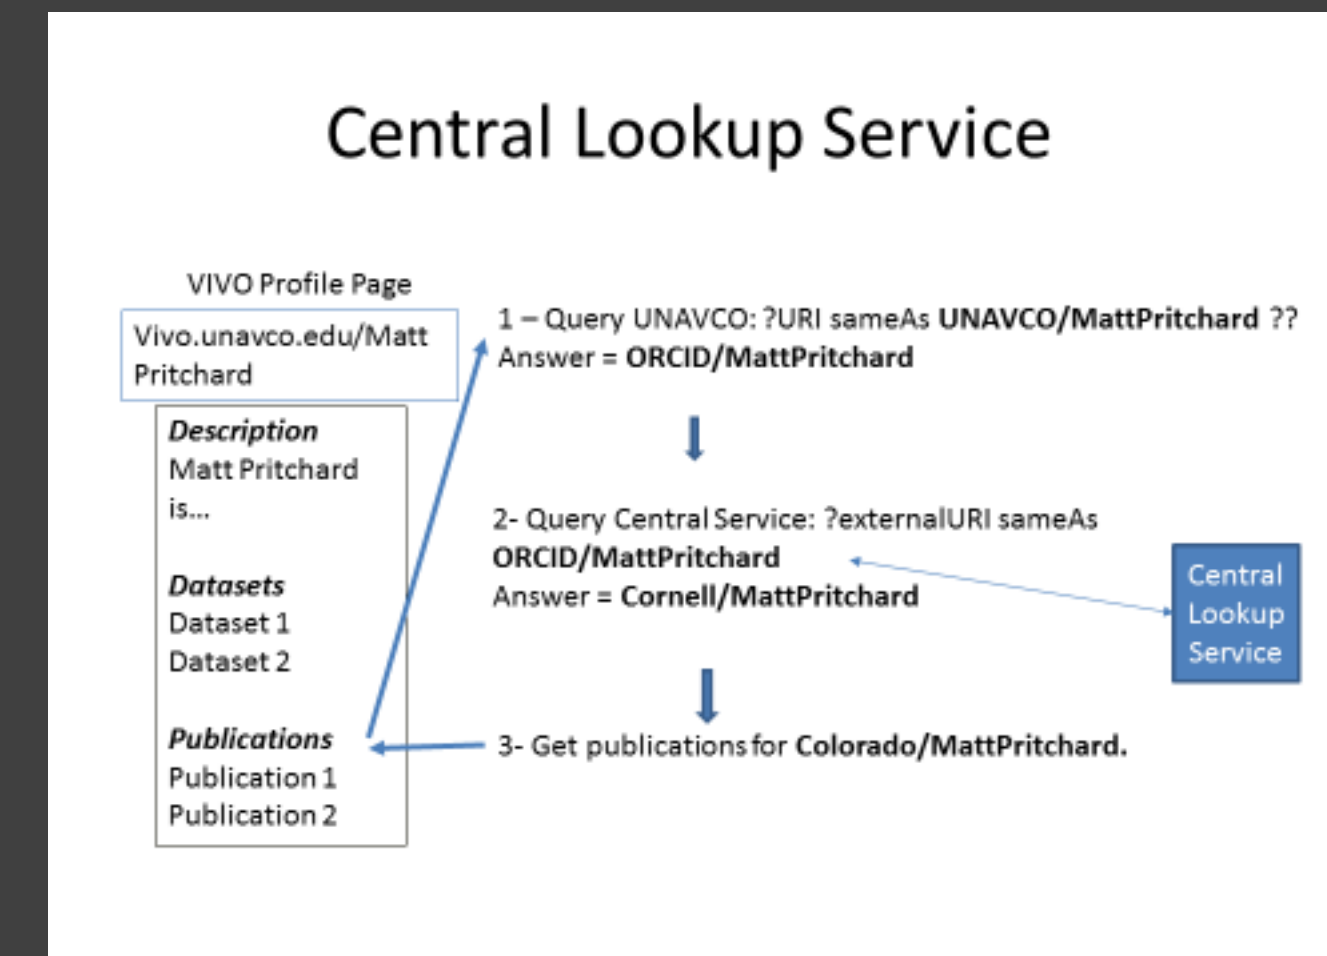 Central Lookup Service
VIVO Profile Page
Vivo.unavco.edu/Matt
Pritchard
Description
Matt Pritchard
is...
Datasets
Dataset 1
Dataset 2
Publications
Publication 1
Publication 2
1 – Query UNAVCO: ?URI sameAs UNAVCO/MattPritchard ??
Answer = ORCID/MattPritchard
2- Query Central Service: ?externalURI sameAs
ORCID/MattPritchard
Answer = Cornell/MattPritchard
3- Get publications for Colorado/MattPritchard.
Central
Lookup
Service